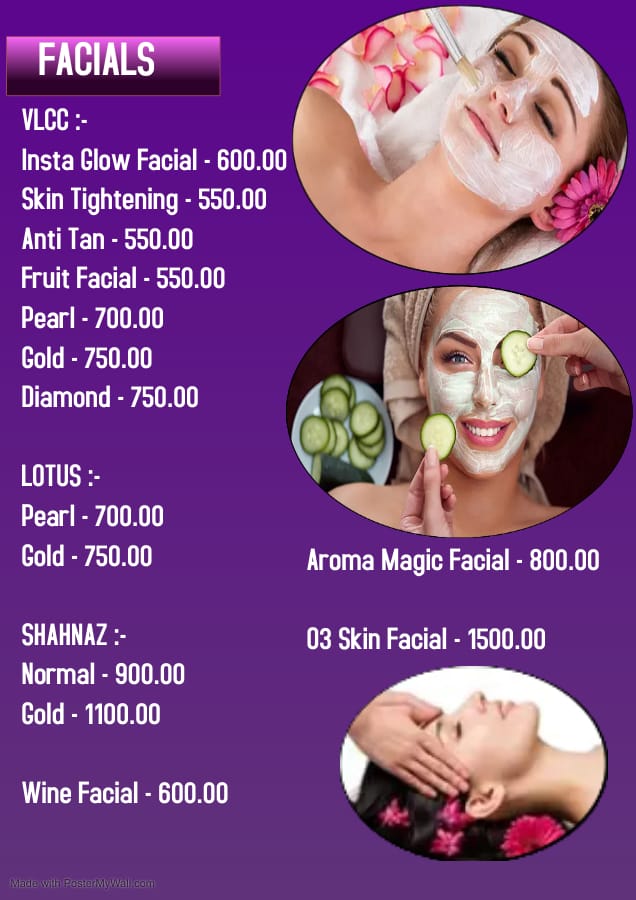 FACIALS
VLCC :-
Insta Glow Facial - 600.00
Skin Tightening - 550.00
Anti Tan - 550.00
Fruit Facial - 550.00
Pearl - 700.00
Gold - 750.00
Diamond - 750.00
LOTUS :-
Pearl - 700.00
Gold - 750.00
SHAHNAZ :-
Normal - 900.00
Gold - 1100.00
Wine Facial - 600.00
Aroma Magic Facial - 800.00
O3 Skin Facial - 1500.00
Made with PosterMyWall.com